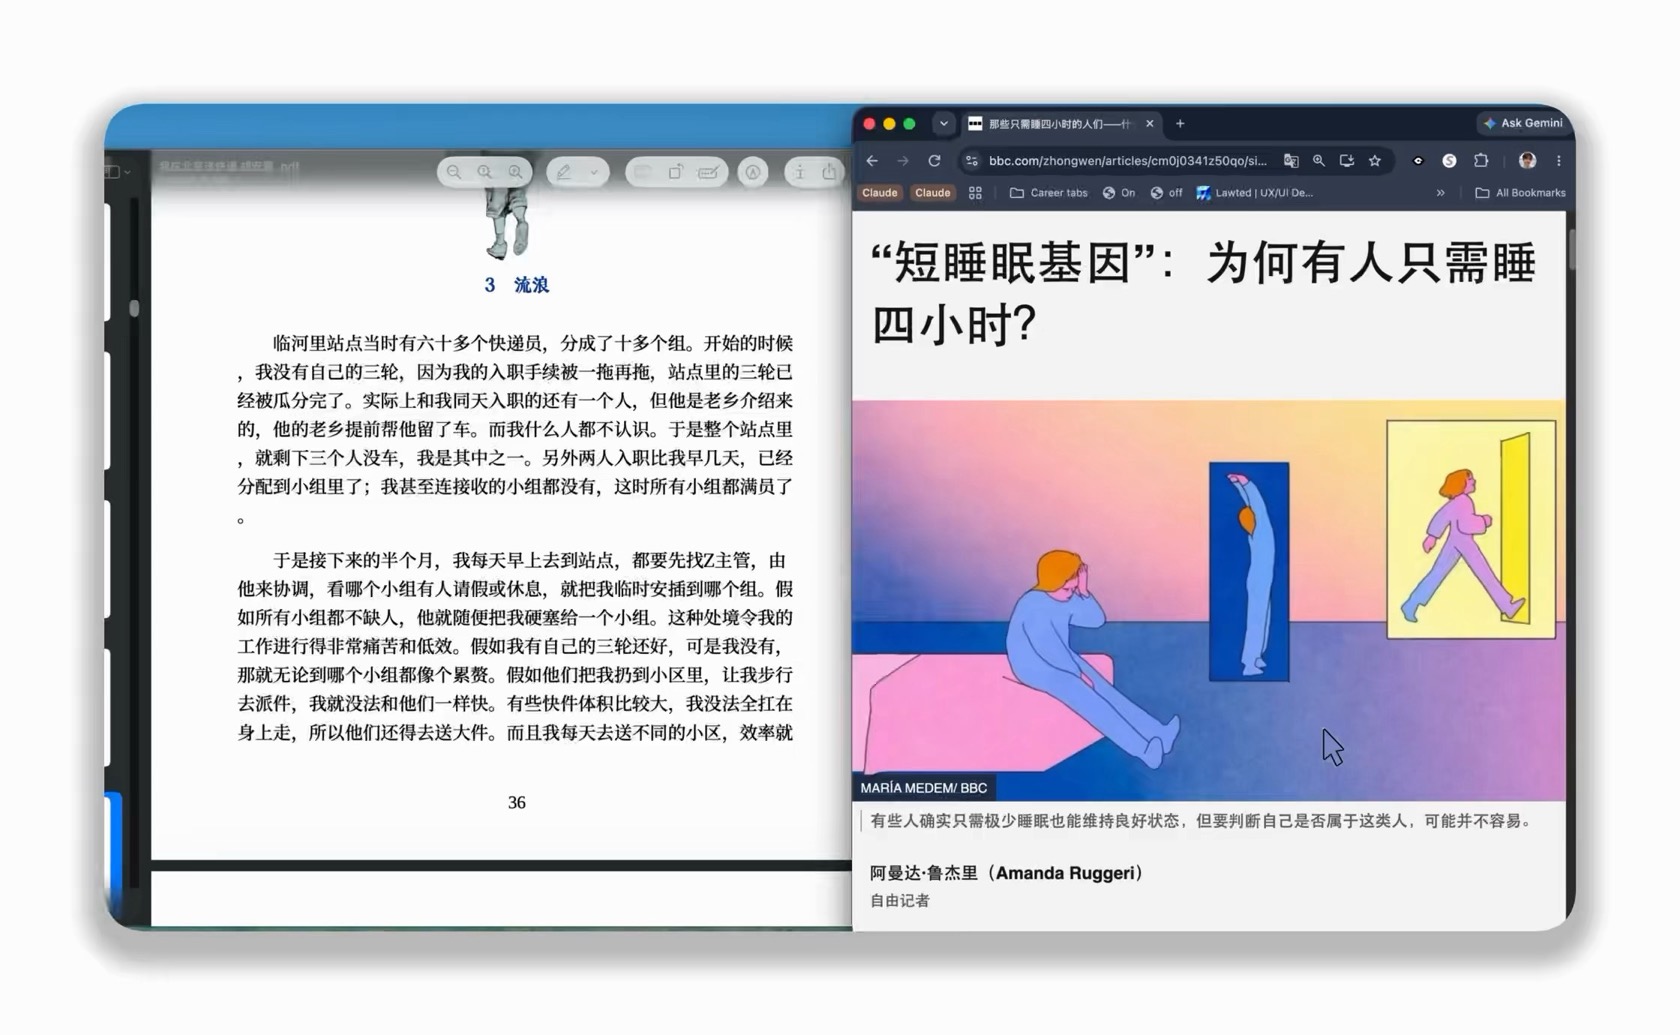 .pdf
3 流浪
临河里站点当时有六十多个快递员，分成了十多个组。开始的时候
，我没有自己的三轮，因为我的入职手续被一拖再拖，站点里的三轮已
经被瓜分完了。实际上和我同天入职的还有一个人，但他是老乡介绍来
的，他的老乡提前帮他留了车。而我什么人都不认识。于是整个站点里
，就剩下三个人没车，我是其中之一。另外两人入职比我早几天，已经
分配到小组里了；我甚至连接收的小组都没有，这时所有小组都满员了
。
于是接下来的半个月，我每天早上去到站点，都要先找Z主管，由
他来协调，看哪个小组有人请假或休息，就把我临时安插到哪个组。假
如所有小组都不缺人，他就随便把我硬塞给一个小组。这种处境令我的
工作进行得非常痛苦和低效。假如我有自己的三轮还好，可是我没有，
那就无论到哪个小组都像个累赘。假如他们把我扔到小区里，让我步行
去派件，我就没法和他们一样快。有些快件体积比较大，我没法全扛在
身上走，所以他们还得去送大件。而且我每天去送不同的小区，效率就
36
那些只需睡四小时的人们——什
Ask Gemini
bbc.com/zhongwen/articles/cm0j0341z50qo/si...
Claude Claude Career tabs On off Lawted | UX/UI De... » All Bookmarks
“短睡眠基因”：为何有人只需睡
四小时？
MARÍA MEDEM/ BBC
有些人确实只需极少睡眠也能维持良好状态，但要判断自己是否属于这类人，可能并不容易。
阿曼达·鲁杰里（Amanda Ruggeri）
自由记者